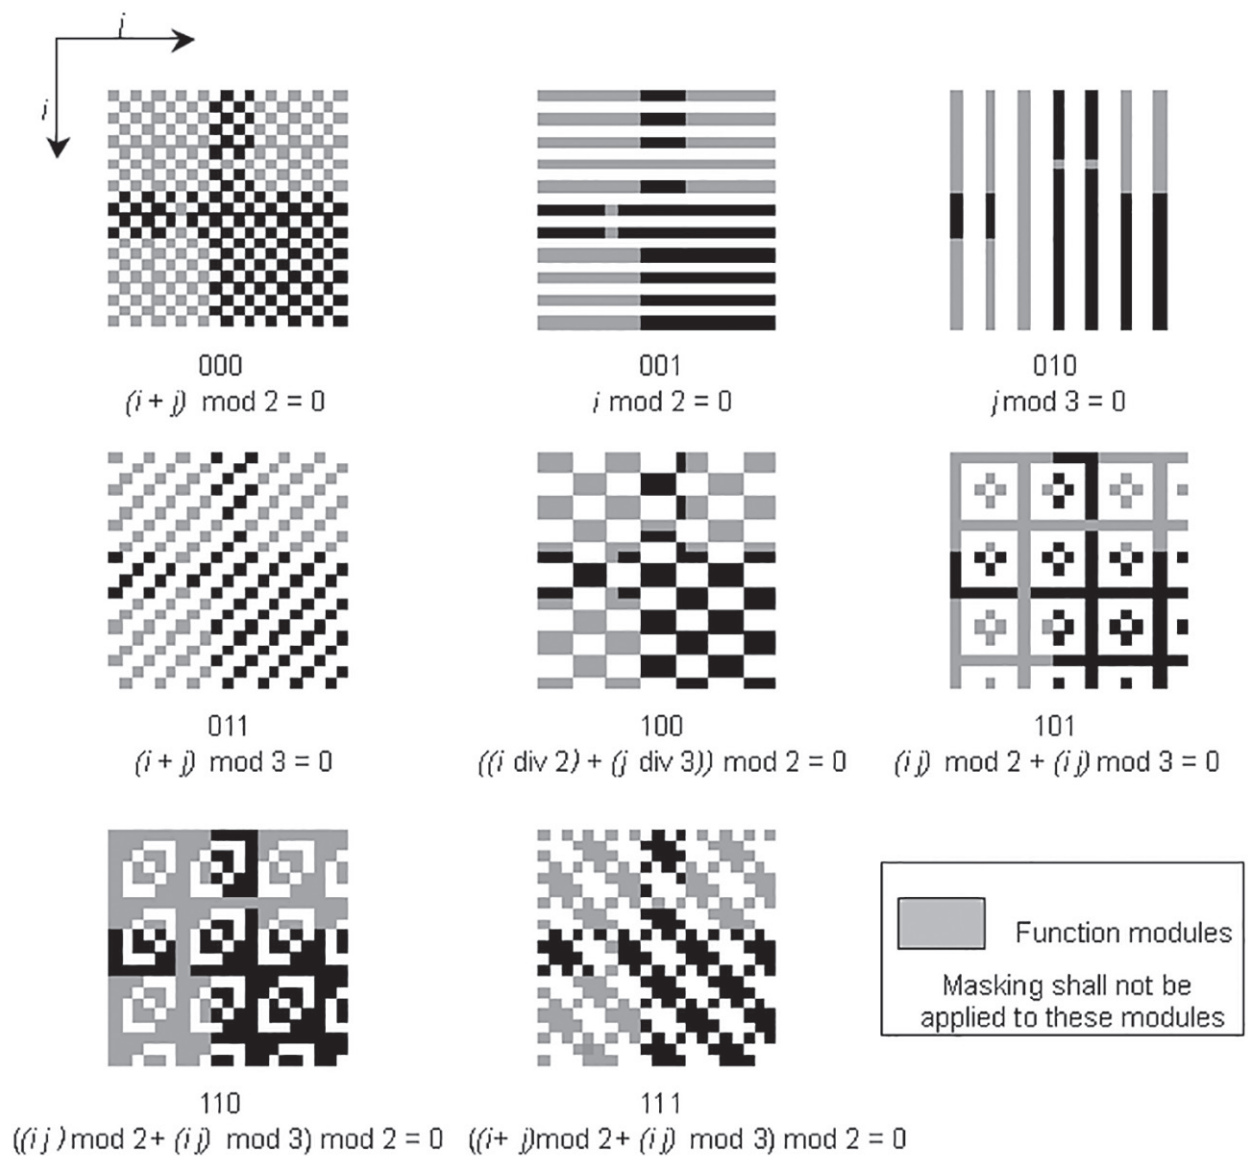 j
i
000
(i + j) mod 2 = 0
001
i mod 2 = 0
010
j mod 3 = 0
011
(i + j) mod 3 = 0
100
((i div 2) + (j div 3)) mod 2 = 0
101
(i j) mod 2 + (i j) mod 3 = 0
110
((i j) mod 2+ (i j) mod 3) mod 2 = 0
111
((i+ j)mod 2+ (i j) mod 3) mod 2 = 0
Function modules
Masking shall not be
applied to these modules